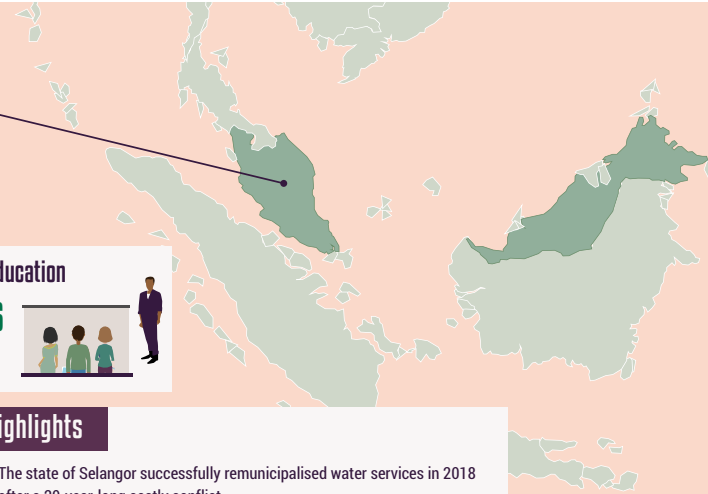 ducation
ighlights
The state of Selangor successfully remunicipalised water services in 2018